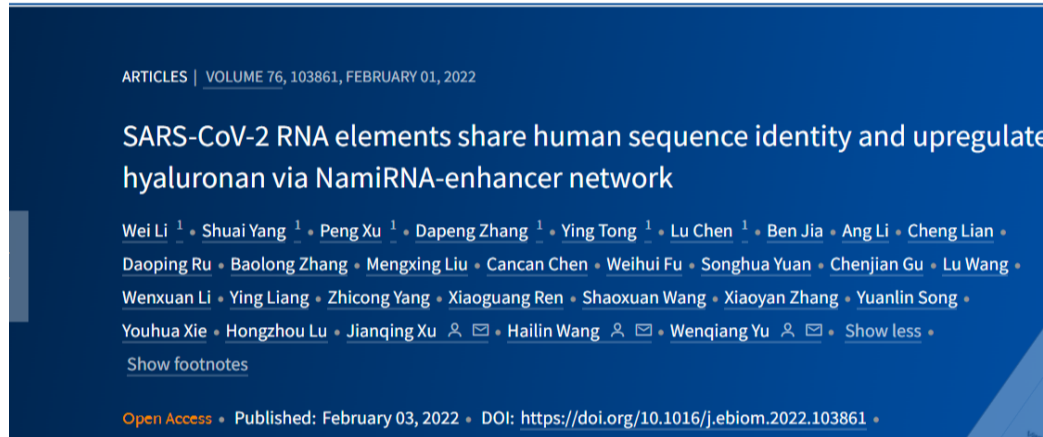 ARTICLES | VOLUME 76, 103861, FEBRUARY 01, 2022
SARS-CoV-2 RNA elements share human sequence identity and upregulate
hyaluronan via NamiRNA-enhancer network
Wei Li 1 • Shuai Yang 1 • Peng Xu 1 • Dapeng Zhang 1 • Ying Tong 1 • Lu Chen 1 • Ben Jia • Ang Li • Cheng Lian •
Daoping Ru • Baolong Zhang • Mengxing Liu • Cancan Chen • Weihui Fu • Songhua Yuan • Chenjian Gu • Lu Wang •
Wenxuan Li • Ying Liang • Zhicong Yang • Xiaoguang Ren • Shaoxuan Wang • Xiaoyan Zhang • Yuanlin Song •
Youhua Xie • Hongzhou Lu • Jianqing Xu • Hailin Wang • Wenqiang Yu • Show less •
Show footnotes
Open Access • Published: February 03, 2022 • DOI: https://doi.org/10.1016/j.ebiom.2022.103861 •